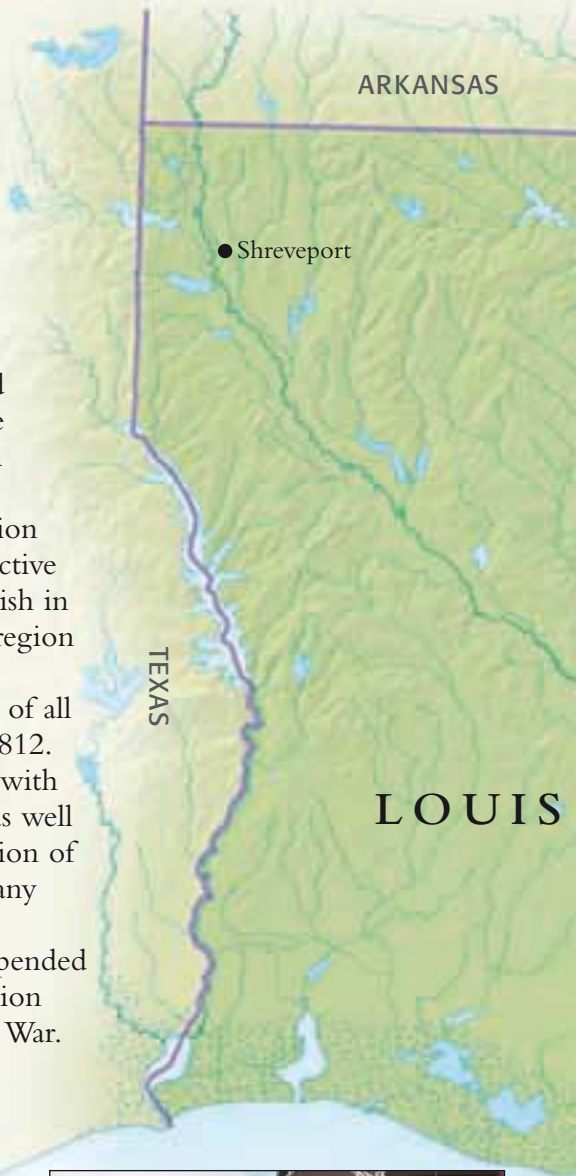 ARKANSAS
Shreveport
TEXAS
LOUIS
d
e
ion
ctive
ish in
region
of all
812.
with
s well
ion of
any
pended
ion
War.